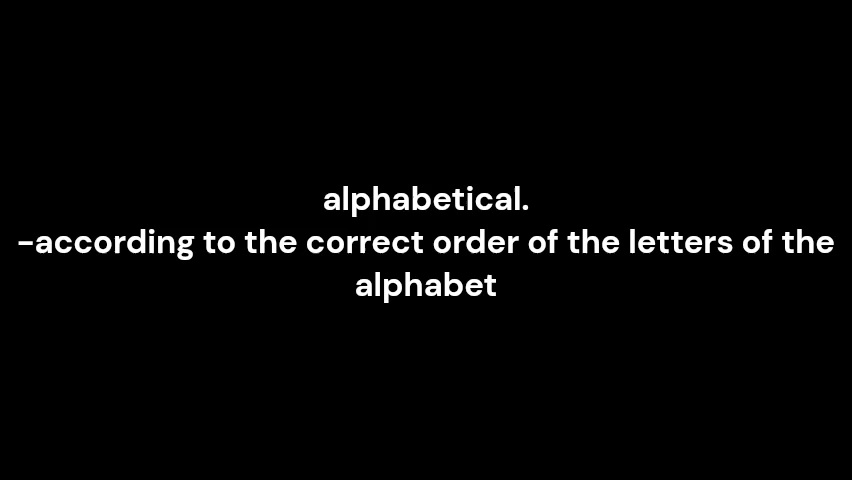 alphabetical.
-according to the correct order of the letters of the
alphabet